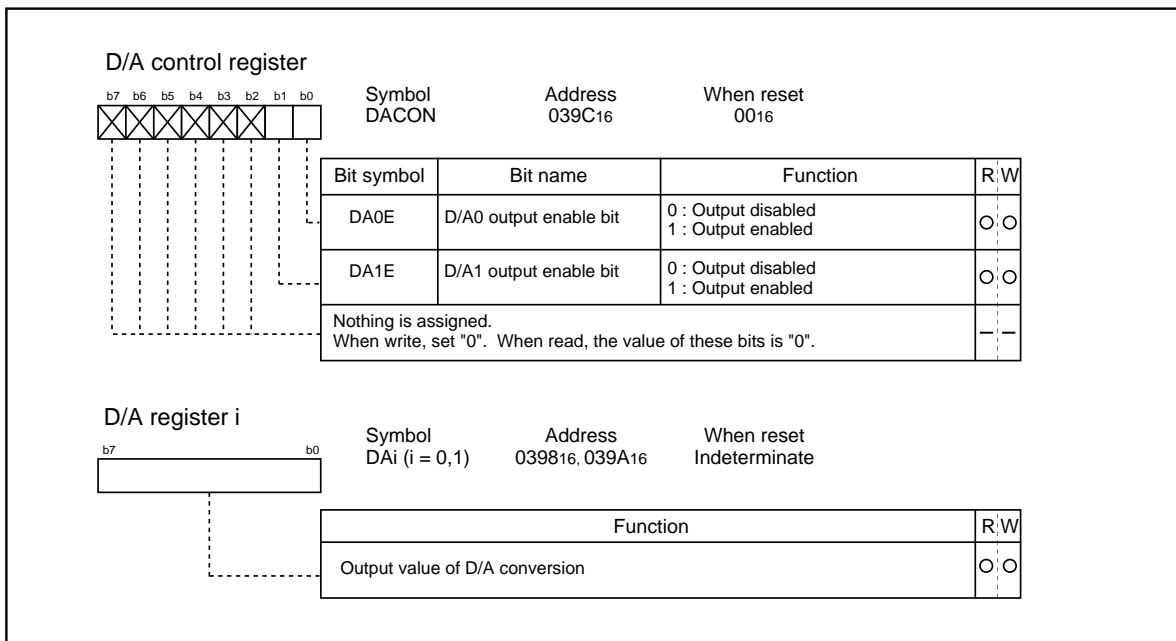 D/A control register
b7 b6 b5 b4 b3 b2 b1 b0
Symbol Address When reset
DACON 039C16 0016
Bit symbol Bit name Function R W
DA0E D/A0 output enable bit 0 : Output disabled
1 : Output enabled
DA1E D/A1 output enable bit 0 : Output disabled
1 : Output enabled
Nothing is assigned.
When write, set "0". When read, the value of these bits is "0". – –
D/A register i
b7 b0
Symbol Address When reset
DAi (i = 0,1) 039816, 039A16 Indeterminate
Function R W
Output value of D/A conversion